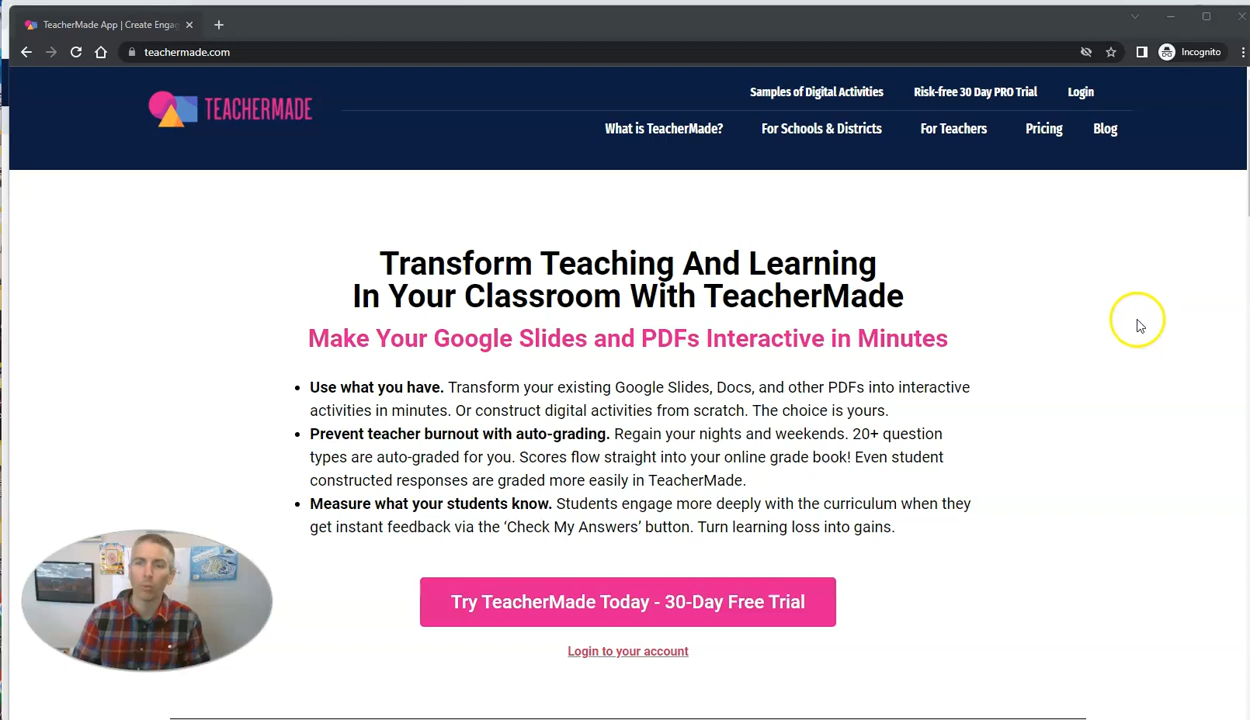 TeacherMade App | Create Enga
teachermade.com
Incognito
TEACHERMADE
Samples of Digital Activities Risk-free 30 Day PRO Trial Login
What is TeacherMade? For Schools & Districts For Teachers Pricing Blog
Transform Teaching And Learning
In Your Classroom With TeacherMade
Make Your Google Slides and PDFs Interactive in Minutes
• Use what you have. Transform your existing Google Slides, Docs, and other PDFs into interactive
activities in minutes. Or construct digital activities from scratch. The choice is yours.
• Prevent teacher burnout with auto-grading. Regain your nights and weekends. 20+ question
types are auto-graded for you. Scores flow straight into your online grade book! Even student
constructed responses are graded more easily in TeacherMade.
• Measure what your students know. Students engage more deeply with the curriculum when they
get instant feedback via the ‘Check My Answers’ button. Turn learning loss into gains.
Try TeacherMade Today - 30-Day Free Trial
Login to your account